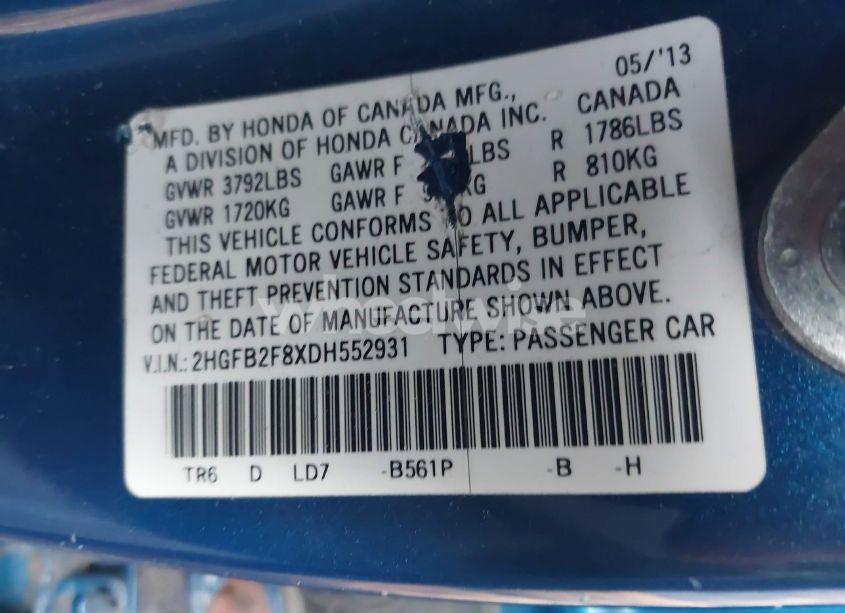 05/'13
MFD. BY HONDA OF CANADA MFG.,
A DIVISION OF HONDA CANADA INC. CANADA
GVWR 3792LBS GAWR F LBS R 1786LBS
GVWR 1720KG GAWR F KG R 810KG
THIS VEHICLE CONFORMS TO ALL APPLICABLE
FEDERAL MOTOR VEHICLE SAFETY, BUMPER,
AND THEFT PREVENTION STANDARDS IN EFFECT
ON THE DATE OF MANUFACTURE SHOWN ABOVE.
V.I.N.: 2HGFB2F8XDH552931 TYPE: PASSENGER CAR
TR6 D LD7 -B561P -B -H
wheelwise